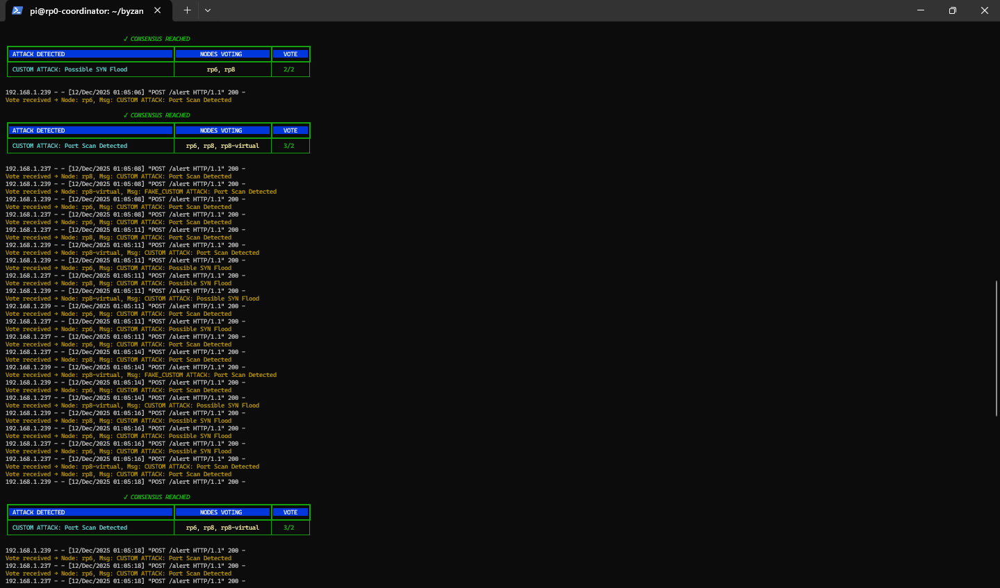 pi@rp0-coordinator: ~/byzan
✓ CONSENSUS REACHED
ATTACK DETECTED NODES VOTING VOTE
CUSTOM ATTACK: Possible SYN Flood rp6, rp8 2/2
192.168.1.239 - - [12/Dec/2025 01:05:06] "POST /alert HTTP/1.1" 200 -
Vote received → Node: rp6, Msg: CUSTOM ATTACK: Port Scan Detected
✓ CONSENSUS REACHED
ATTACK DETECTED NODES VOTING VOTE
CUSTOM ATTACK: Port Scan Detected rp6, rp8, rp8-virtual 3/2
192.168.1.237 - - [12/Dec/2025 01:05:08] "POST /alert HTTP/1.1" 200 -
Vote received → Node: rp8, Msg: CUSTOM ATTACK: Port Scan Detected
192.168.1.239 - - [12/Dec/2025 01:05:08] "POST /alert HTTP/1.1" 200 -
Vote received → Node: rp8-virtual, Msg: FAKE_CUSTOM ATTACK: Port Scan Detected
192.168.1.239 - - [12/Dec/2025 01:05:08] "POST /alert HTTP/1.1" 200 -
Vote received → Node: rp6, Msg: CUSTOM ATTACK: Port Scan Detected
192.168.1.237 - - [12/Dec/2025 01:05:08] "POST /alert HTTP/1.1" 200 -
Vote received → Node: rp6, Msg: CUSTOM ATTACK: Port Scan Detected
192.168.1.237 - - [12/Dec/2025 01:05:11] "POST /alert HTTP/1.1" 200 -
Vote received → Node: rp8, Msg: CUSTOM ATTACK: Port Scan Detected
192.168.1.239 - - [12/Dec/2025 01:05:11] "POST /alert HTTP/1.1" 200 -
Vote received → Node: rp8-virtual, Msg: CUSTOM ATTACK: Port Scan Detected
192.168.1.239 - - [12/Dec/2025 01:05:11] "POST /alert HTTP/1.1" 200 -
Vote received → Node: rp6, Msg: CUSTOM ATTACK: Possible SYN Flood
192.168.1.237 - - [12/Dec/2025 01:05:11] "POST /alert HTTP/1.1" 200 -
Vote received → Node: rp8, Msg: CUSTOM ATTACK: Possible SYN Flood
192.168.1.239 - - [12/Dec/2025 01:05:11] "POST /alert HTTP/1.1" 200 -
Vote received → Node: rp8-virtual, Msg: CUSTOM ATTACK: Possible SYN Flood
192.168.1.239 - - [12/Dec/2025 01:05:11] "POST /alert HTTP/1.1" 200 -
Vote received → Node: rp6, Msg: CUSTOM ATTACK: Port Scan Detected
192.168.1.237 - - [12/Dec/2025 01:05:11] "POST /alert HTTP/1.1" 200 -
Vote received → Node: rp6, Msg: CUSTOM ATTACK: Possible SYN Flood
192.168.1.237 - - [12/Dec/2025 01:05:11] "POST /alert HTTP/1.1" 200 -
Vote received → Node: rp6, Msg: CUSTOM ATTACK: Port Scan Detected
192.168.1.237 - - [12/Dec/2025 01:05:14] "POST /alert HTTP/1.1" 200 -
Vote received → Node: rp8, Msg: CUSTOM ATTACK: Port Scan Detected
192.168.1.239 - - [12/Dec/2025 01:05:14] "POST /alert HTTP/1.1" 200 -
Vote received → Node: rp8-virtual, Msg: FAKE_CUSTOM ATTACK: Port Scan Detected
192.168.1.239 - - [12/Dec/2025 01:05:14] "POST /alert HTTP/1.1" 200 -
Vote received → Node: rp6, Msg: CUSTOM ATTACK: Port Scan Detected
192.168.1.237 - - [12/Dec/2025 01:05:14] "POST /alert HTTP/1.1" 200 -
Vote received → Node: rp8-virtual, Msg: CUSTOM ATTACK: Possible SYN Flood
192.168.1.239 - - [12/Dec/2025 01:05:16] "POST /alert HTTP/1.1" 200 -
Vote received → Node: rp8, Msg: CUSTOM ATTACK: Possible SYN Flood
192.168.1.239 - - [12/Dec/2025 01:05:16] "POST /alert HTTP/1.1" 200 -
Vote received → Node: rp6, Msg: CUSTOM ATTACK: Possible SYN Flood
192.168.1.237 - - [12/Dec/2025 01:05:16] "POST /alert HTTP/1.1" 200 -
Vote received → Node: rp6, Msg: CUSTOM ATTACK: Possible SYN Flood
192.168.1.237 - - [12/Dec/2025 01:05:16] "POST /alert HTTP/1.1" 200 -
Vote received → Node: rp8-virtual, Msg: CUSTOM ATTACK: Port Scan Detected
Vote received → Node: rp8, Msg: CUSTOM ATTACK: Port Scan Detected
192.168.1.239 - - [12/Dec/2025 01:05:18] "POST /alert HTTP/1.1" 200 -
✓ CONSENSUS REACHED
ATTACK DETECTED NODES VOTING VOTE
CUSTOM ATTACK: Port Scan Detected rp6, rp8, rp8-virtual 3/2
192.168.1.239 - - [12/Dec/2025 01:05:18] "POST /alert HTTP/1.1" 200 -
Vote received → Node: rp6, Msg: CUSTOM ATTACK: Port Scan Detected
192.168.1.237 - - [12/Dec/2025 01:05:18] "POST /alert HTTP/1.1" 200 -
Vote received → Node: rp6, Msg: CUSTOM ATTACK: Port Scan Detected
192.168.1.237 - - [12/Dec/2025 01:05:18] "POST /alert HTTP/1.1" 200 -